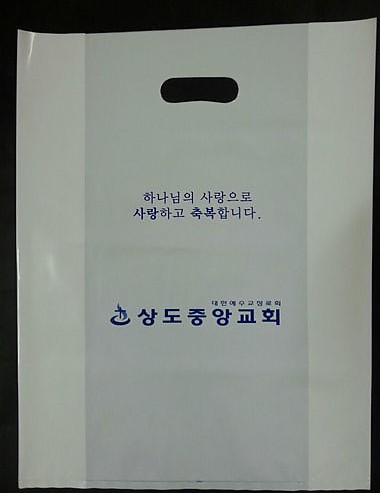 하나님의 사랑으로
사랑하고 축복합니다.
대한예수교장로회
상도중앙교회